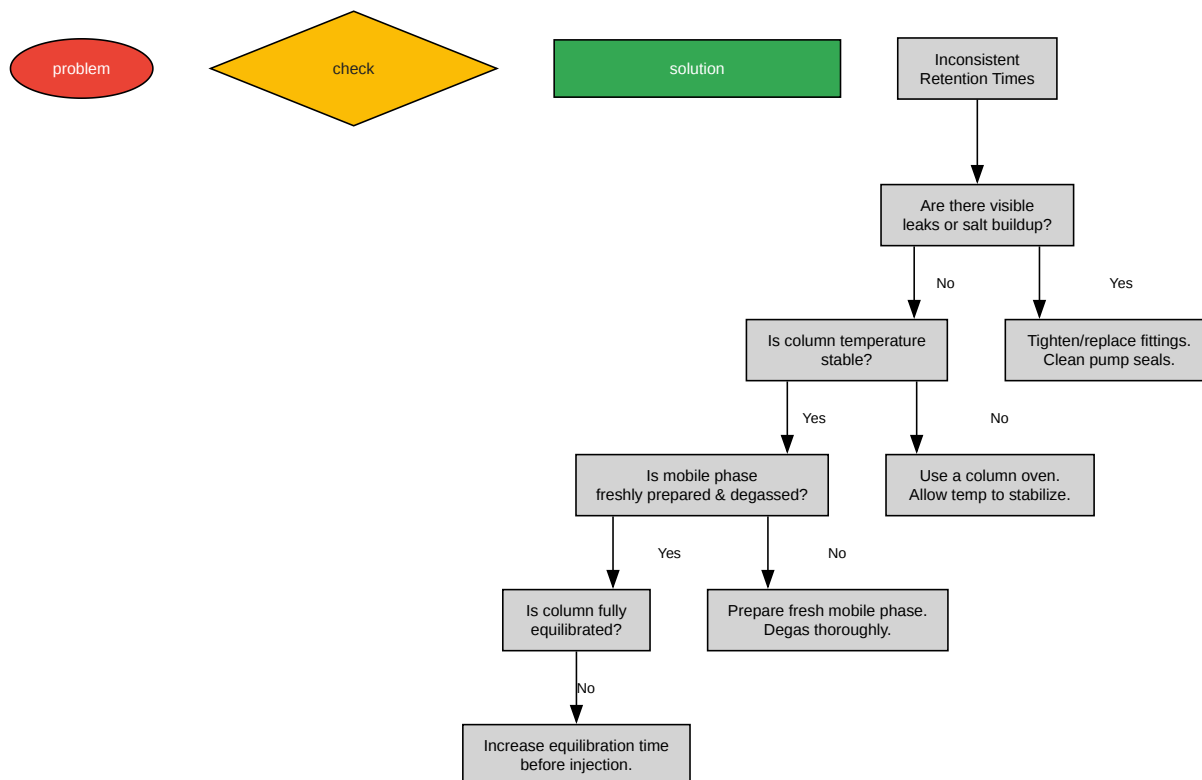 problem
check
solution
Inconsistent
Retention Times
Are there visible
leaks or salt buildup?
No
Yes
Is column temperature
stable?
Tighten/replace fittings.
Clean pump seals.
Yes
No
Is mobile phase
freshly prepared & degassed?
Use a column oven.
Allow temp to stabilize.
Yes
No
Is column fully
equilibrated?
Prepare fresh mobile phase.
Degas thoroughly.
No
Increase equilibration time
before injection.